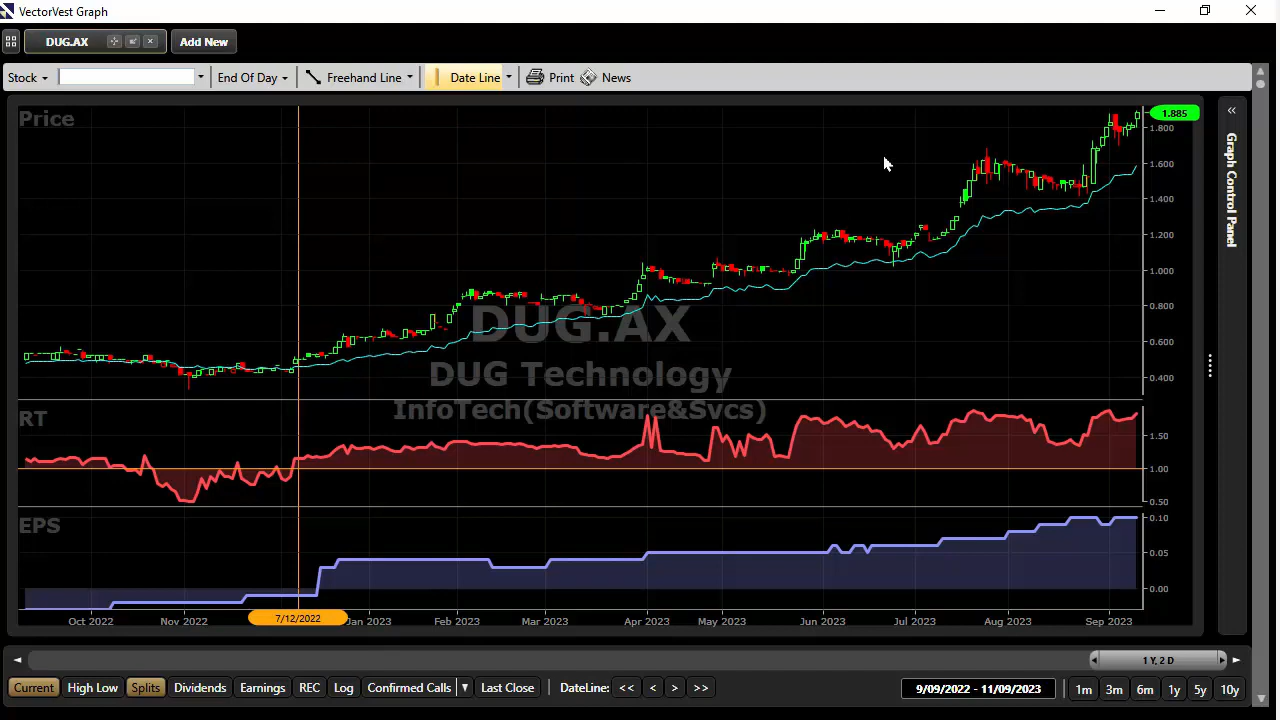 VectorVest Graph
DUG.AX
Add New
Stock
End Of Day
Freehand Line
Date Line
Print
News
Price
1.885
1.800
1.600
1.400
1.200
1.000
0.800
0.600
0.400
DUG.AX
DUG Technology
InfoTech(Software&Svcs)
RT
1.50
1.00
0.50
EPS
0.10
0.05
0.00
Oct 2022
Nov 2022
7/12/2022
Jan 2023
Feb 2023
Mar 2023
Apr 2023
May 2023
Jun 2023
Jul 2023
Aug 2023
Sep 2023
«
Graph Control Panel
1 Y, 2 D
Current
High Low
Splits
Dividends
Earnings
REC
Log
Confirmed Calls
Last Close
DateLine:
<<
<
>
>>
9/09/2022 - 11/09/2023
1m
3m
6m
1y
5y
10y